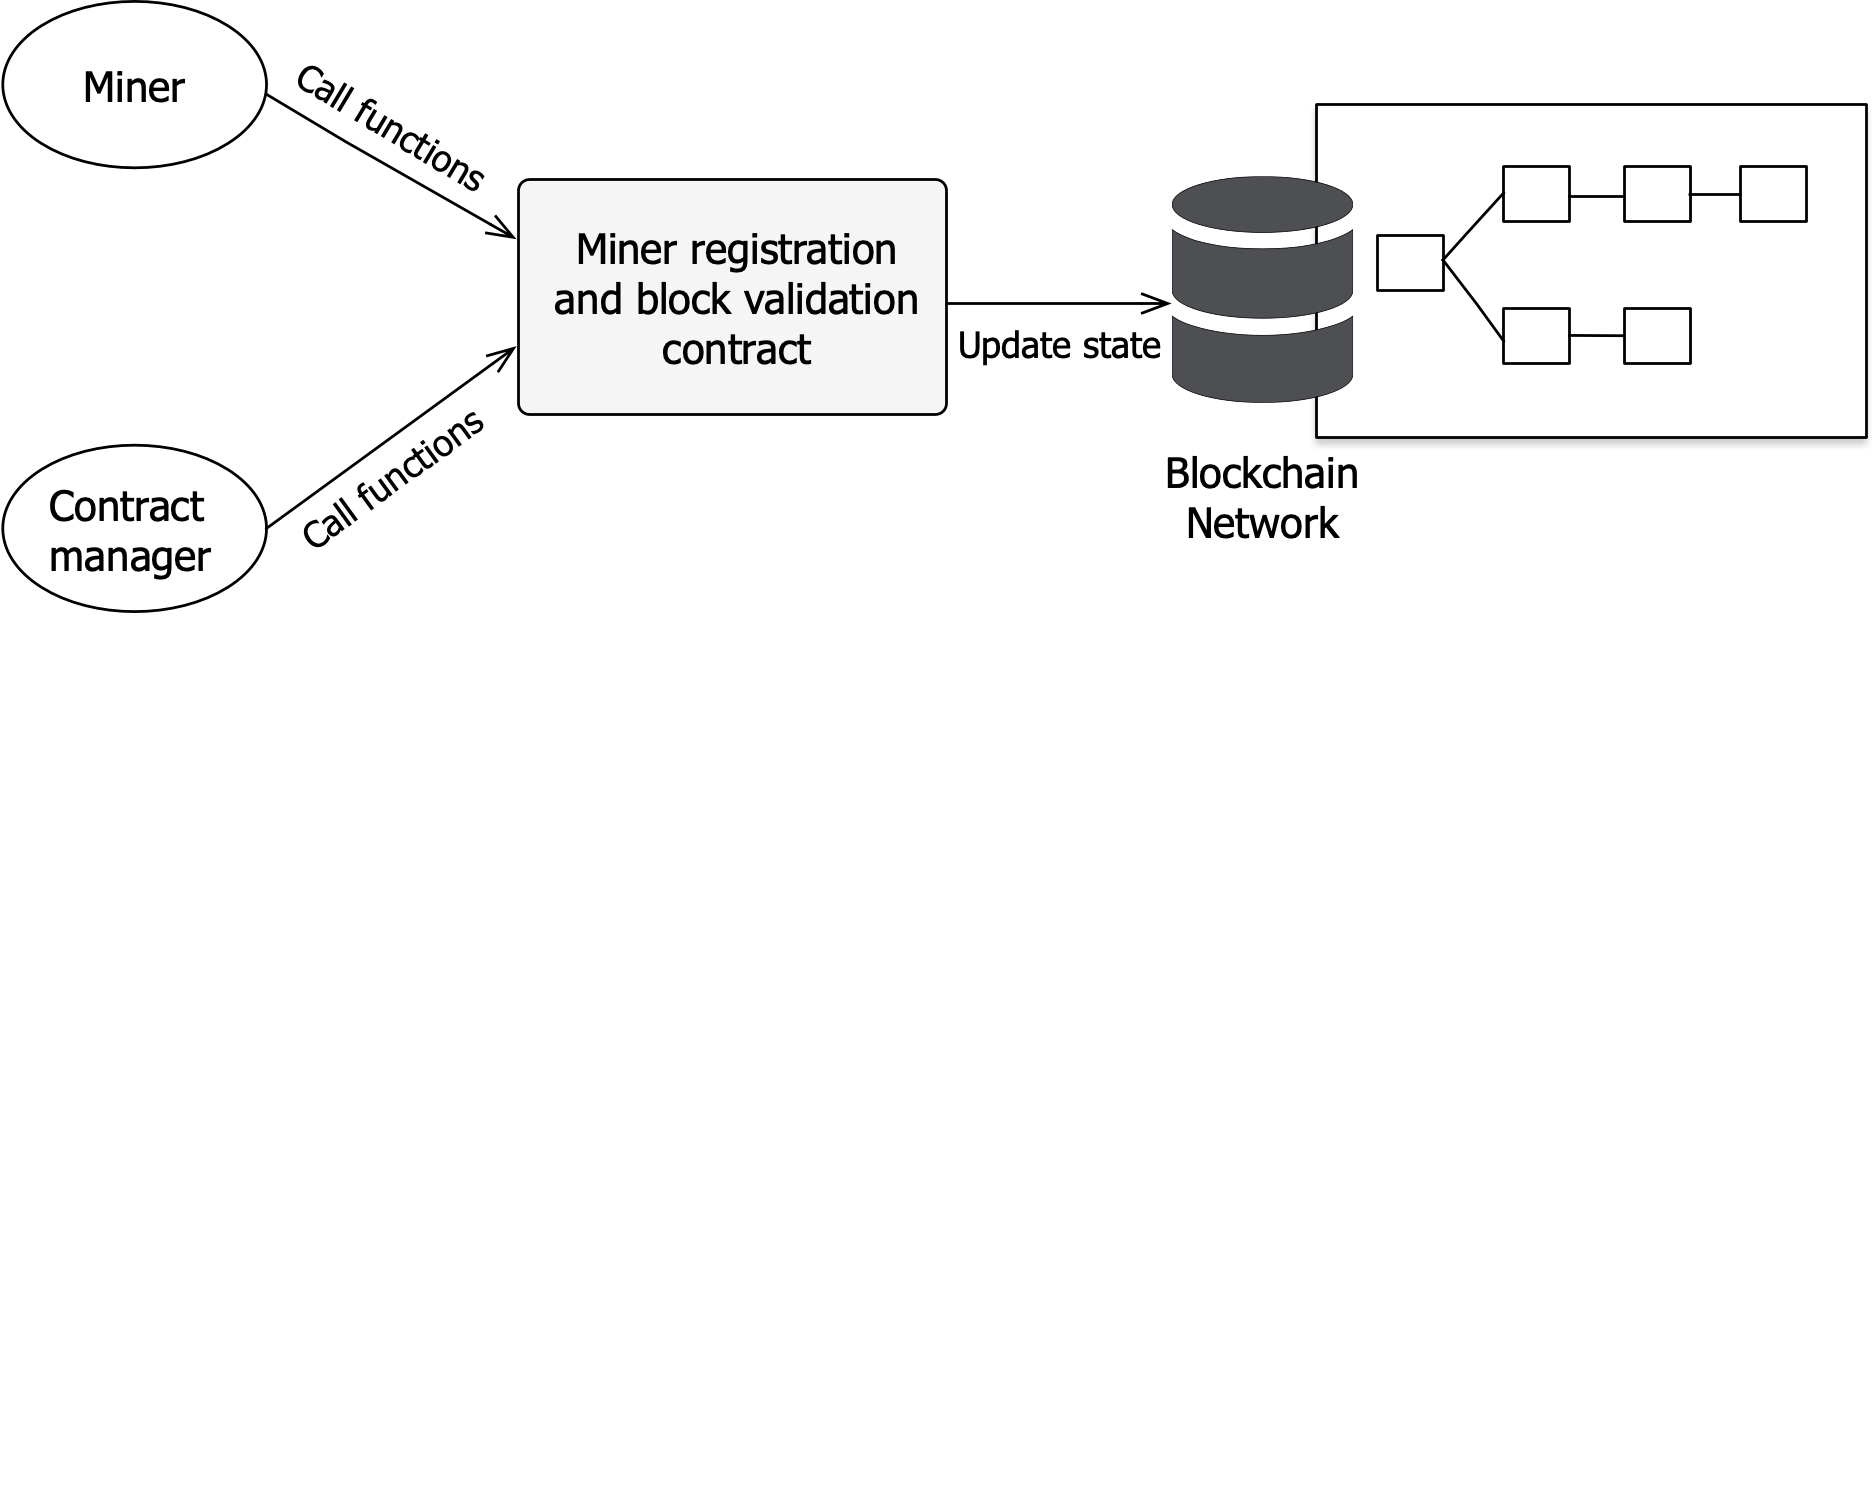 Miner
Call functions
Miner registration
and block validation
contract
Update state
Call functions
Contract
manager
Blockchain
Network